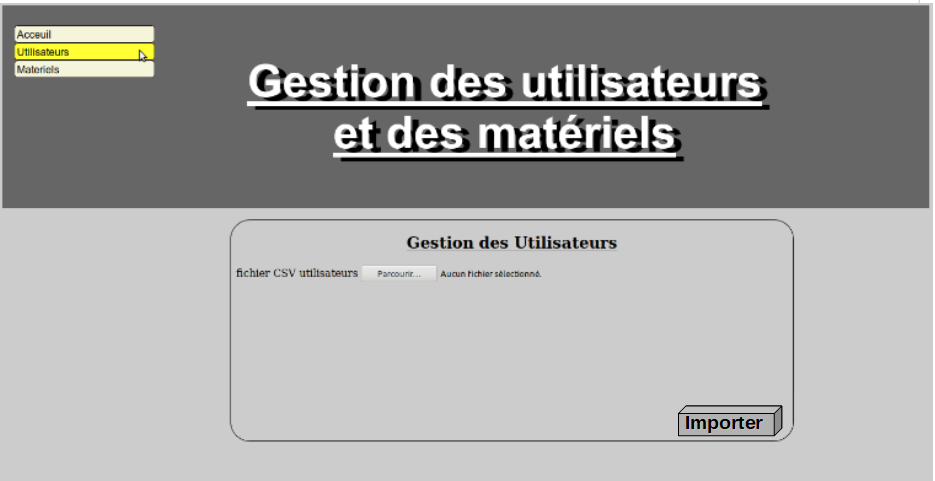 Acceuil
Utilisateurs
Materiels
Gestion des utilisateurs
et des matériels
Gestion des Utilisateurs
fichier CSV utilisateurs Parcourir... Aucun fichier sélectionné.
Importer